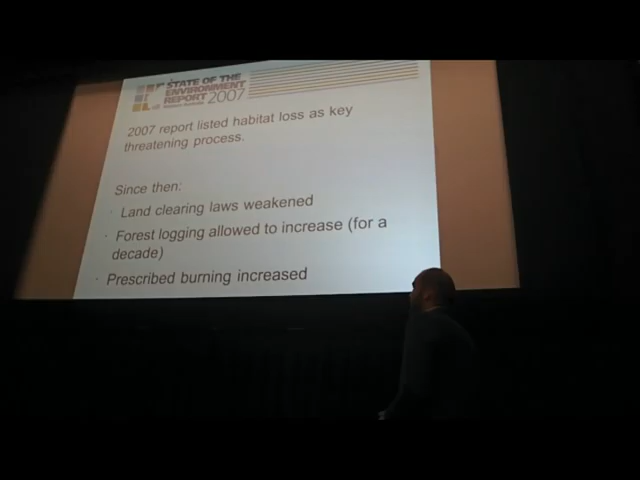 STATE OF THE
ENVIRONMENT
REPORT 2007
2007 report listed habitat loss as key
threatening process.
Since then:
· Land clearing laws weakened
· Forest logging allowed to increase (for a
decade)
· Prescribed burning increased